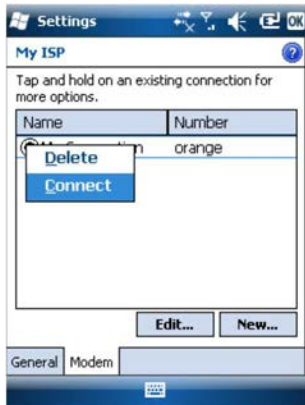 Settings
OK
My ISP
?
Tap and hold on an existing connection for
more options.
Name Number
orange
Delete
Connect
Edit... New...
General Modem